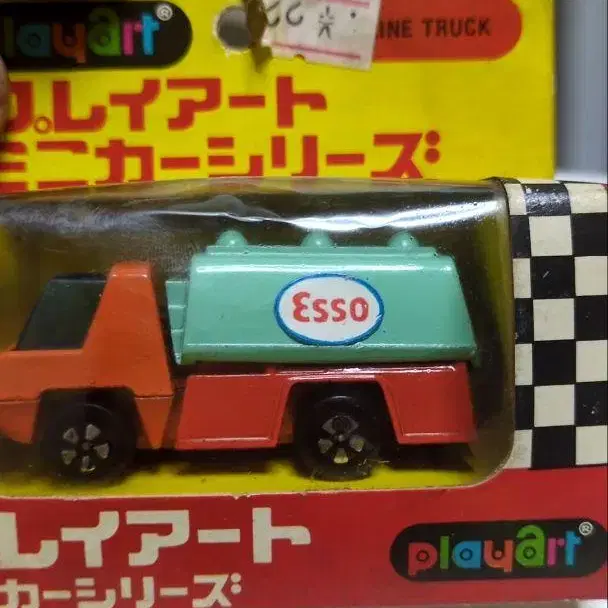 playart®
INE TRUCK
プレイアート
ミニカーシリーズ
Esso
レイアート
カーシリーズ
playart®